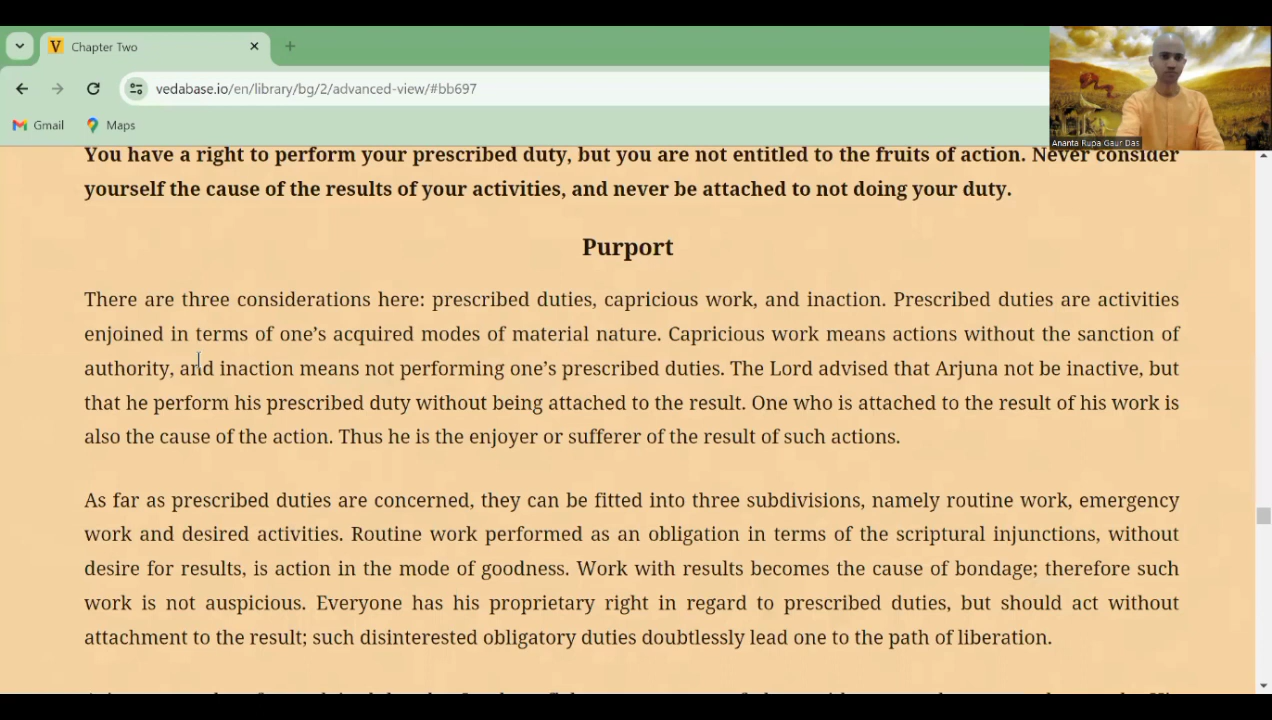 Chapter Two
vedabase.io/en/library/bg/2/advanced-view/#bb697
Gmail Maps
Ananta Rupa Gaur Das
You have a right to perform your prescribed duty, but you are not entitled to the fruits of action. Never consider
yourself the cause of the results of your activities, and never be attached to not doing your duty.
Purport
There are three considerations here: prescribed duties, capricious work, and inaction. Prescribed duties are activities
enjoined in terms of one’s acquired modes of material nature. Capricious work means actions without the sanction of
authority, and inaction means not performing one’s prescribed duties. The Lord advised that Arjuna not be inactive, but
that he perform his prescribed duty without being attached to the result. One who is attached to the result of his work is
also the cause of the action. Thus he is the enjoyer or sufferer of the result of such actions.
As far as prescribed duties are concerned, they can be fitted into three subdivisions, namely routine work, emergency
work and desired activities. Routine work performed as an obligation in terms of the scriptural injunctions, without
desire for results, is action in the mode of goodness. Work with results becomes the cause of bondage; therefore such
work is not auspicious. Everyone has his proprietary right in regard to prescribed duties, but should act without
attachment to the result; such disinterested obligatory duties doubtlessly lead one to the path of liberation.